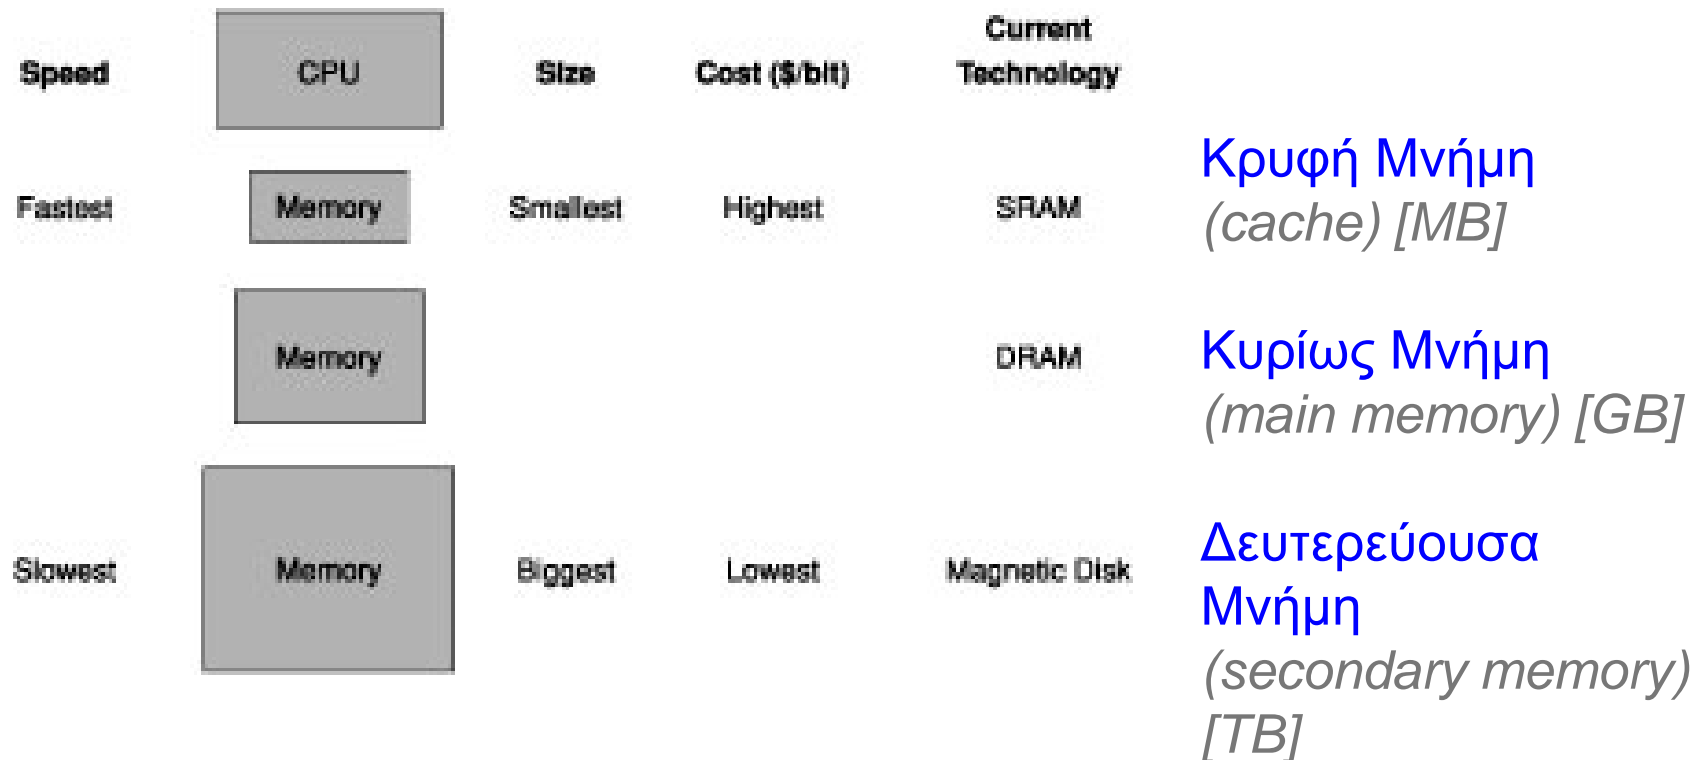 Speed CPU Size Cost ($/bit) Current Technology
Fastest Memory Smallest Highest SRAM
Κρυφή Μνήμη
(cache) [MB]
Memory DRAM
Κυρίως Μνήμη
(main memory) [GB]
Slowest Memory Biggest Lowest Magnetic Disk
Δευτερεύουσα
Μνήμη
(secondary memory)
[TB]